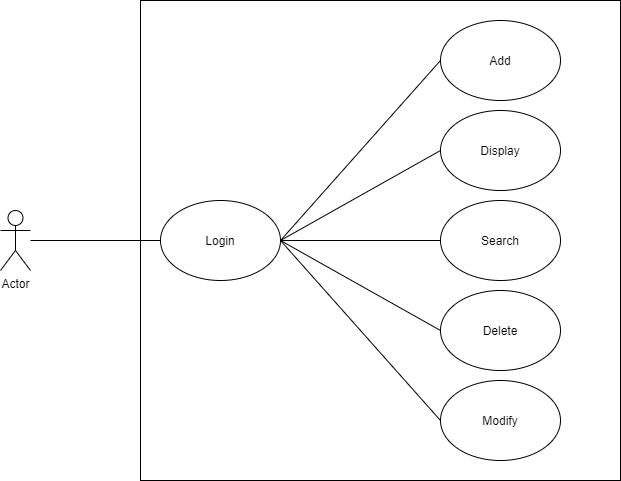 Add
Display
Search
Delete
Modify
Login
Actor